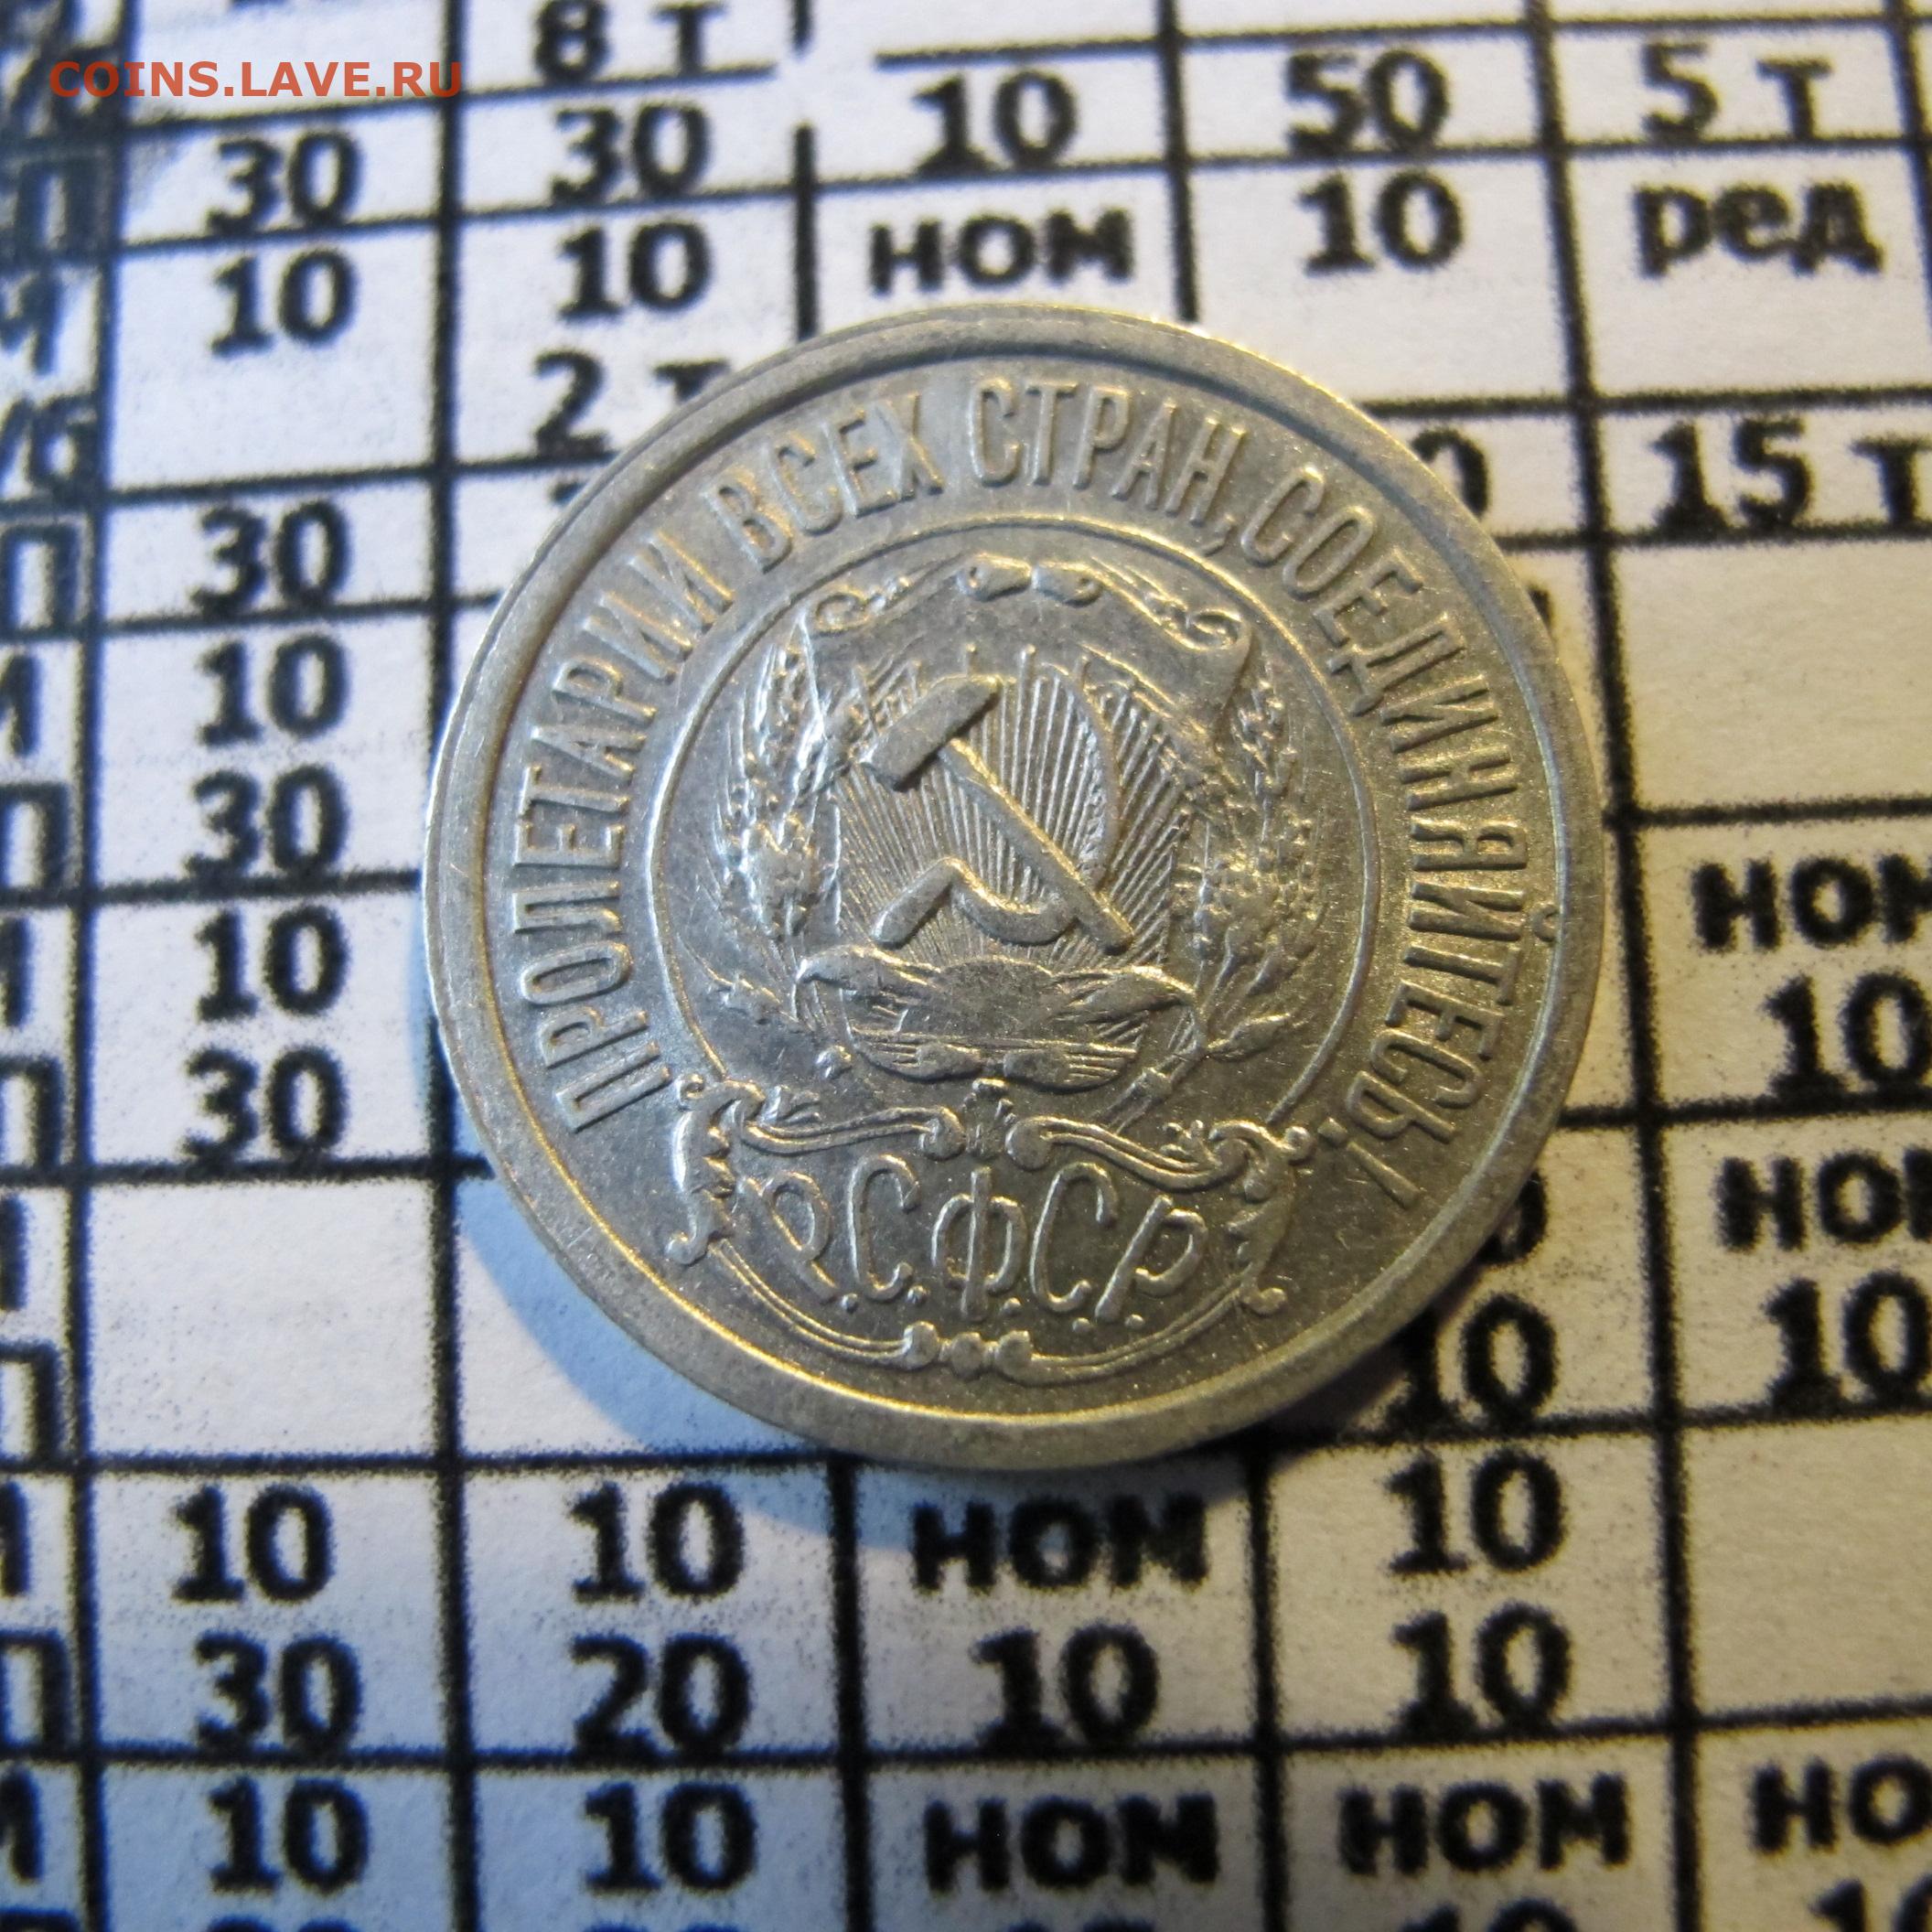 COINS.LAVE.RU
8 т
30 30 10 50 5 т
10 10 ном 10 ред
2 т
30 15 т
10
30 ном
10 10
30
ном
10 10
10 10 ном 10
30 20 10 10
10 10 ном ном но
ПРОЛЕТАРИИ ВСЕХ СТРАН, СОЕДИНЯЙТЕСЬ!
Р.С.Ф.С.Р.